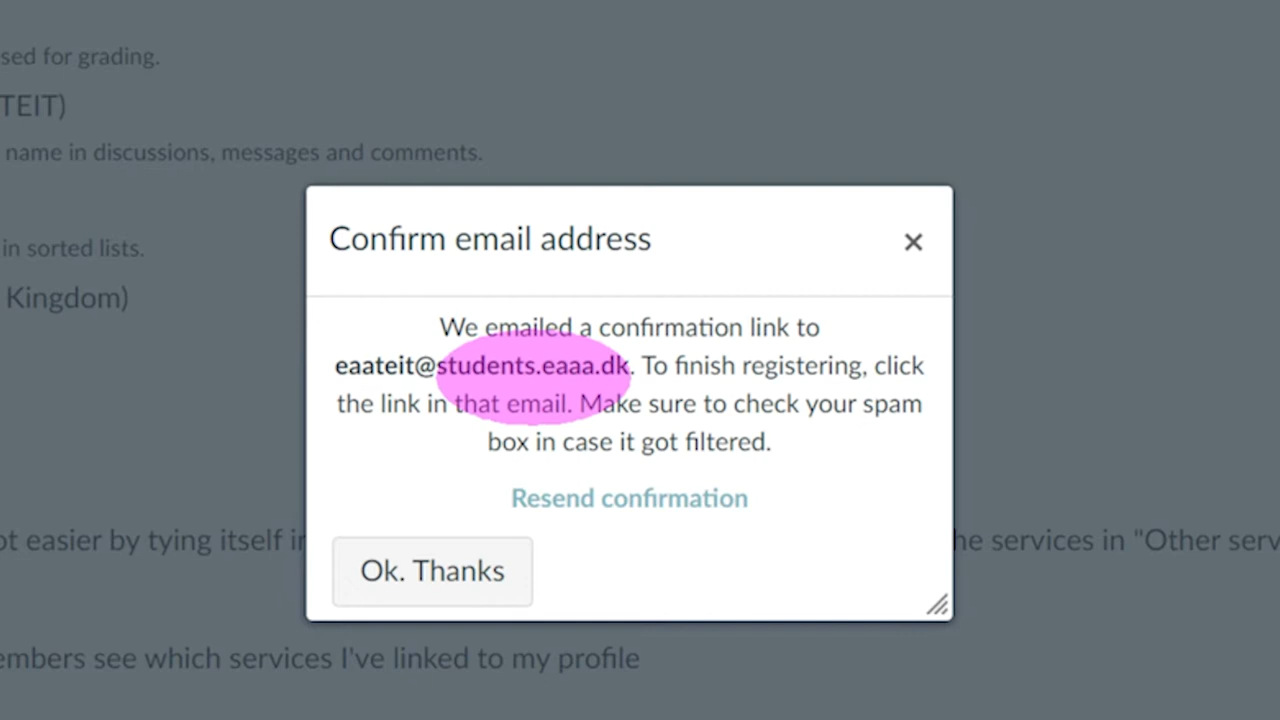 sed for grading.
TEIT)
name in discussions, messages and comments.
in sorted lists.
Kingdom)
Confirm email address
×
We emailed a confirmation link to
eaateit@students.eaaa.dk. To finish registering, click
the link in that email. Make sure to check your spam
box in case it got filtered.
Resend confirmation
ot easier by tying itself in
he services in "Other serv
Ok. Thanks
embers see which services I've linked to my profile